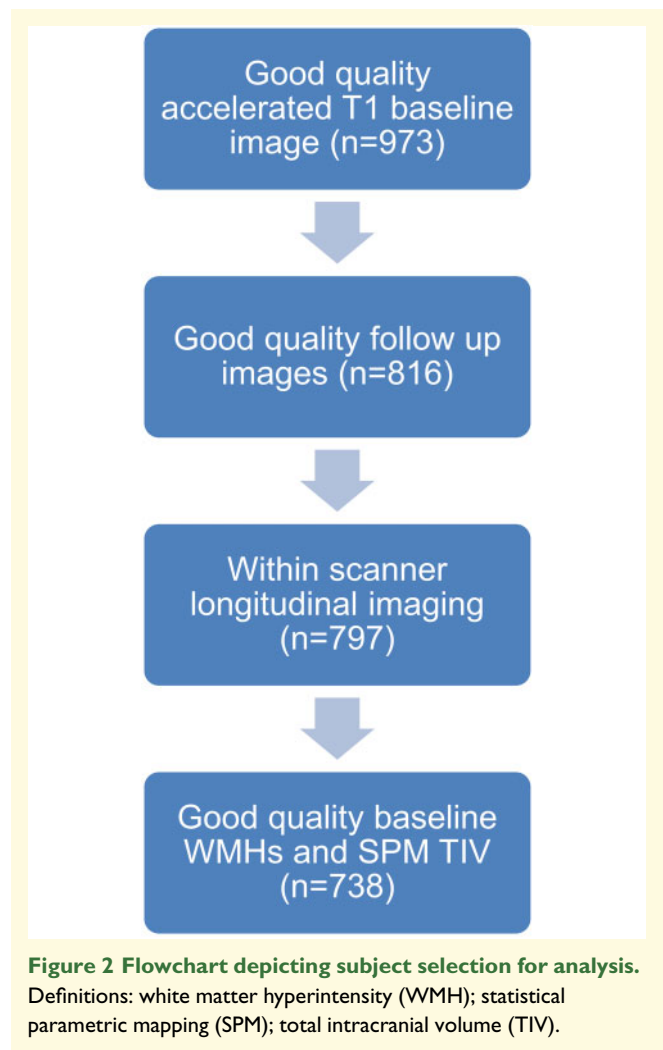 Good quality
accelerated T1 baseline
image (n=973)
Good quality follow up
images (n=816)
Within scanner
longitudinal imaging
(n=797)
Good quality baseline
WMHs and SPM TIV
(n=738)
Figure 2 Flowchart depicting subject selection for analysis.
Definitions: white matter hyperintensity (WMH); statistical
parametric mapping (SPM); total intracranial volume (TIV).